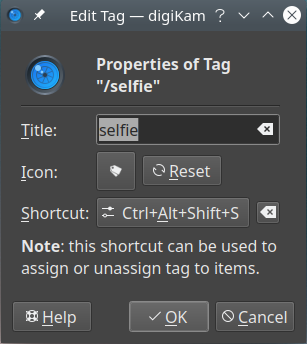 Edit Tag — digiKam
Properties of Tag
"/selfie"
Title:
selfie
Icon:
Reset
Shortcut:
Ctrl+Alt+Shift+S
Note: this shortcut can be used to
assign or unassign tag to items.
Help
OK
Cancel